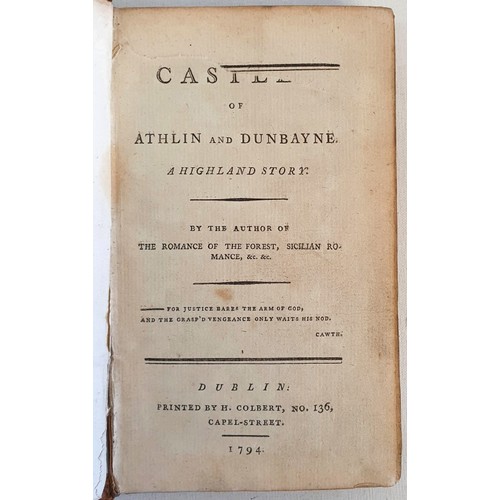 CASTLE
OF
ATHLIN AND DUNBAYNE.
A HIGHLAND STORY.
BY THE AUTHOR OF
THE ROMANCE OF THE FOREST, SICILIAN RO-
MANCE, &c. &c.
—— FOR JUSTICE BARES THE ARM OF GOD,
AND THE GRASP'D VENGEANCE ONLY WAITS HIS NOD.
CAWTH.
DUBLIN:
PRINTED BY H. COLBERT, NO. 136,
CAPEL-STREET.
1794.